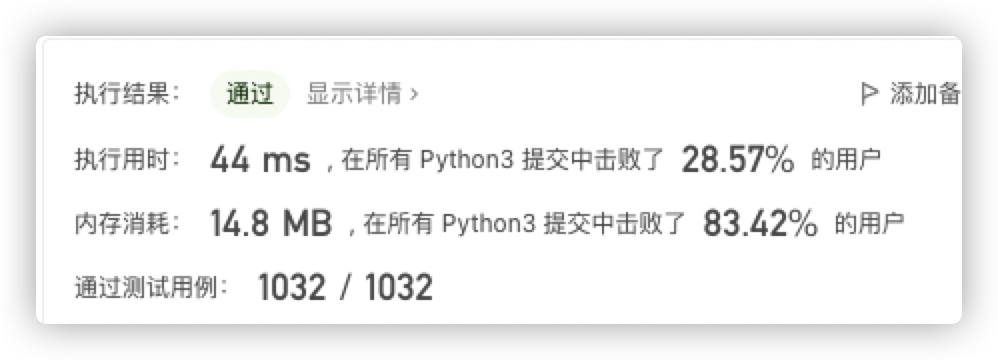 执行结果: 通过 显示详情 > 添加备
执行用时: 44 ms , 在所有 Python3 提交中击败了 28.57% 的用户
内存消耗: 14.8 MB , 在所有 Python3 提交中击败了 83.42% 的用户
通过测试用例: 1032 / 1032